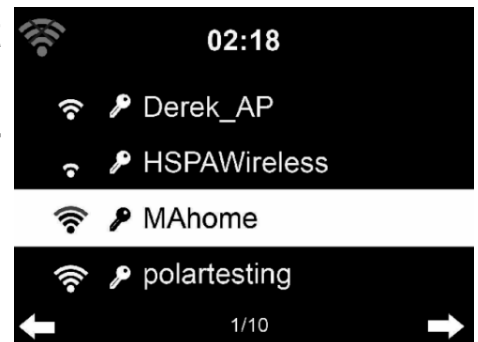 02:18
Derek_AP
HSPAWireless
MAhome
polartesting
1/10